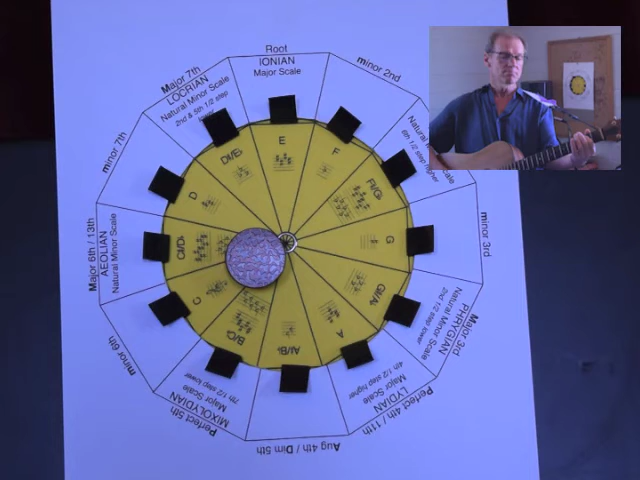 Root
IONIAN
Major Scale
minor 2nd
Natural M
6th 1/2 step
higher
minor 3rd
Major 3rd
PHRYGIAN
Natural Minor Scale
2nd 1/2 step
lower
Perfect 4th / 11th
LYDIAN
Major Scale
4th 1/2 step
higher
Aug 4th / Dim 5th
Perfect 5th
MIXOLYDIAN
Major Scale
7th 1/2 step lower
minor 6th
Major 6th / 13th
AEOLIAN
Natural Minor Scale
minor 7th
Major 7th
LOCRIAN
Natural Minor Scale
2nd & 5th 1/2 step
E
F
F♯/G♭
G
G♯/A♭
A
A♯/B♭
B/C♭
C
C♯/D♭
D
D♯/E♭